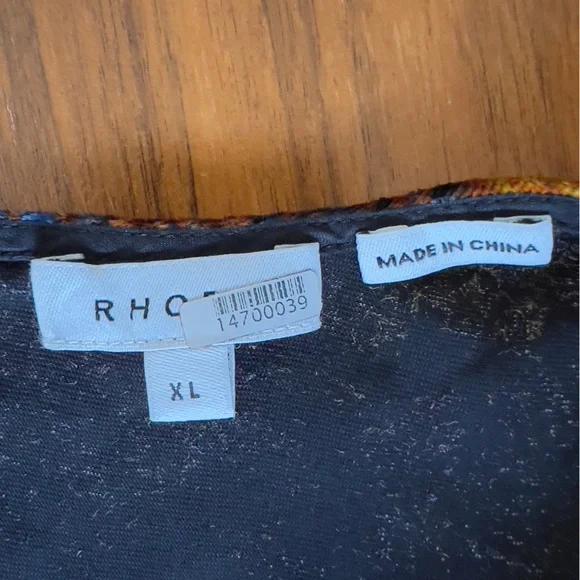 RHO
14700039
MADE IN CHINA
XL